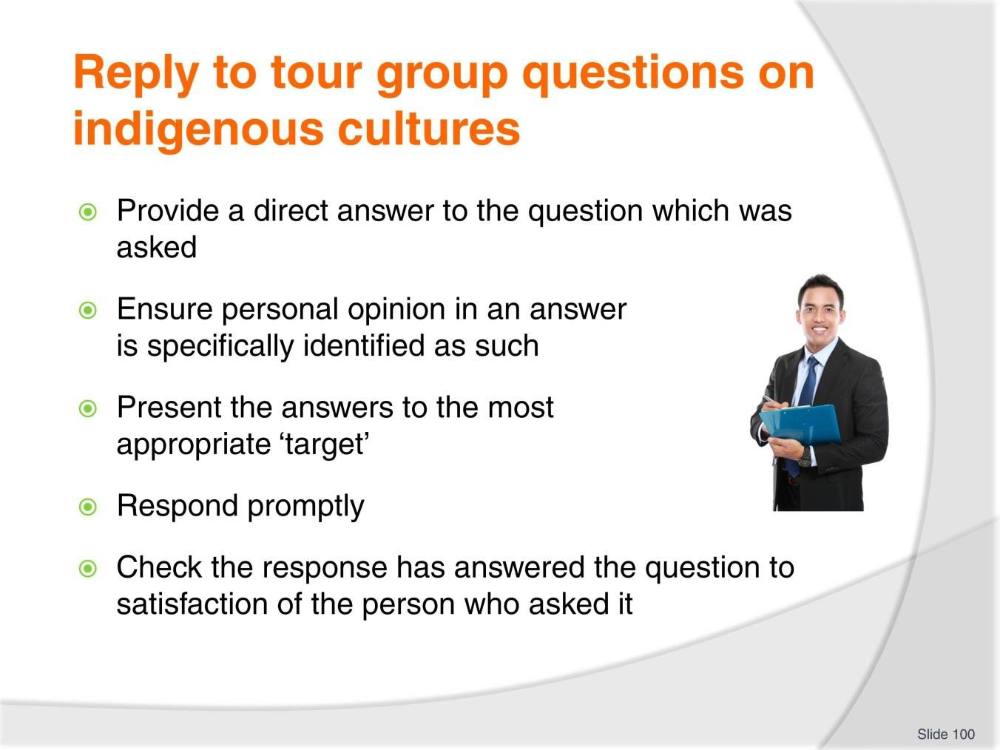 Reply to tour group questions on
indigenous cultures
Provide a direct answer to the question which was
asked
Ensure personal opinion in an answer
is specifically identified as such
Present the answers to the most
appropriate ‘target’
Respond promptly
Check the response has answered the question to
satisfaction of the person who asked it
Slide 100